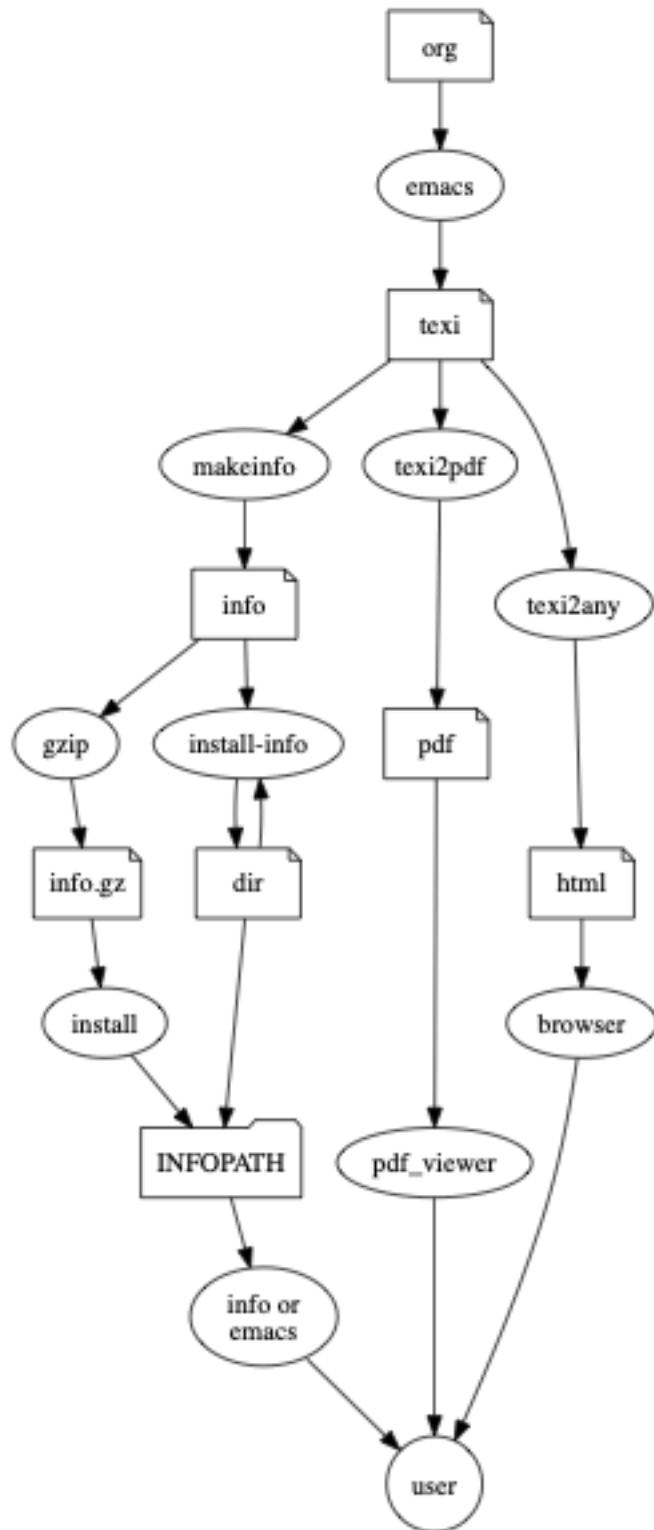 org
emacs
texi
makeinfo
texi2pdf
info
texi2any
gzip
install-info
pdf
info.gz
dir
html
install
browser
INFOPATH
pdf_viewer
info or
emacs
user